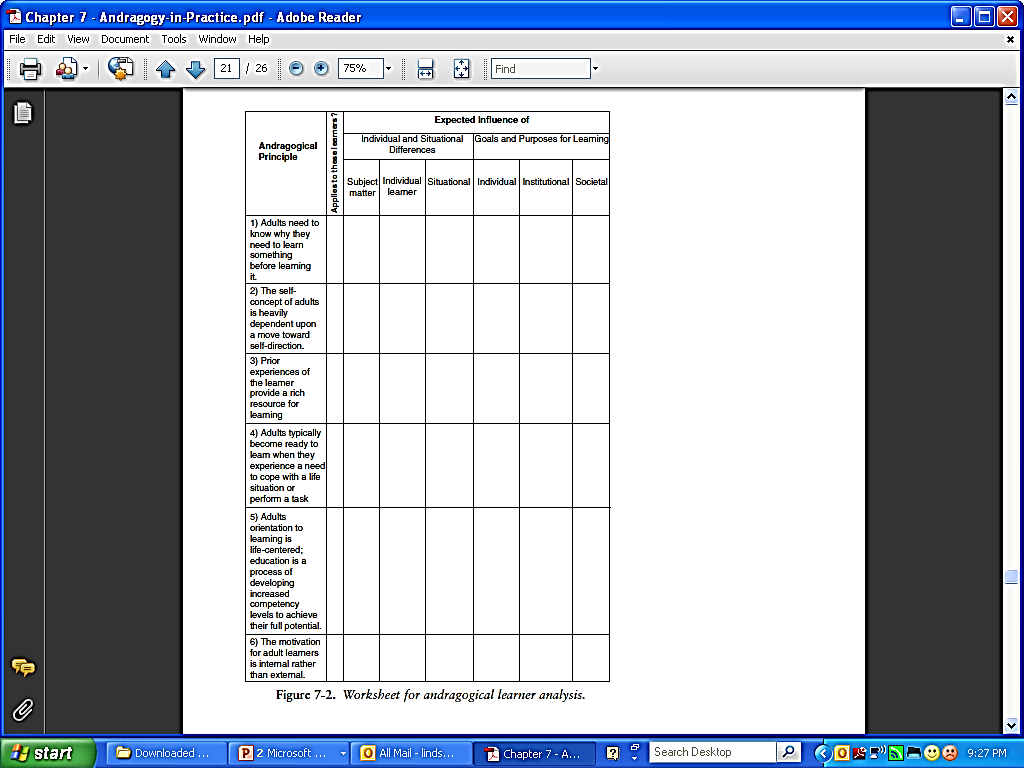 Chapter 7 - Andragogy-in-Practice.pdf - Adobe Reader
File Edit View Document Tools Window Help
21 / 26 75% Find
Andragogical
Principle
Applies to these learners?
Expected Influence of
Individual and Situational
Differences
Goals and Purposes for Learning
Subject
matter
Individual
learner
Situational
Individual
Institutional
Societal
1) Adults need to
know why they
need to learn
something
before learning
it.
2) The self-
concept of adults
is heavily
dependent upon
a move toward
self-direction.
3) Prior
experiences of
the learner
provide a rich
resource for
learning
4) Adults typically
become ready to
learn when they
experience a need
to cope with a life
situation or
perform a task
5) Adults
orientation to
learning is
life-centered;
education is a
process of
developing
increased
competency
levels to achieve
their full potential.
6) The motivation
for adult learners
is internal rather
than external.
Figure 7-2. Worksheet for andragogical learner analysis.
start Downloaded ... 2 Microsoft ... All Mail - linds... Chapter 7 - A... Search Desktop 9:27 PM